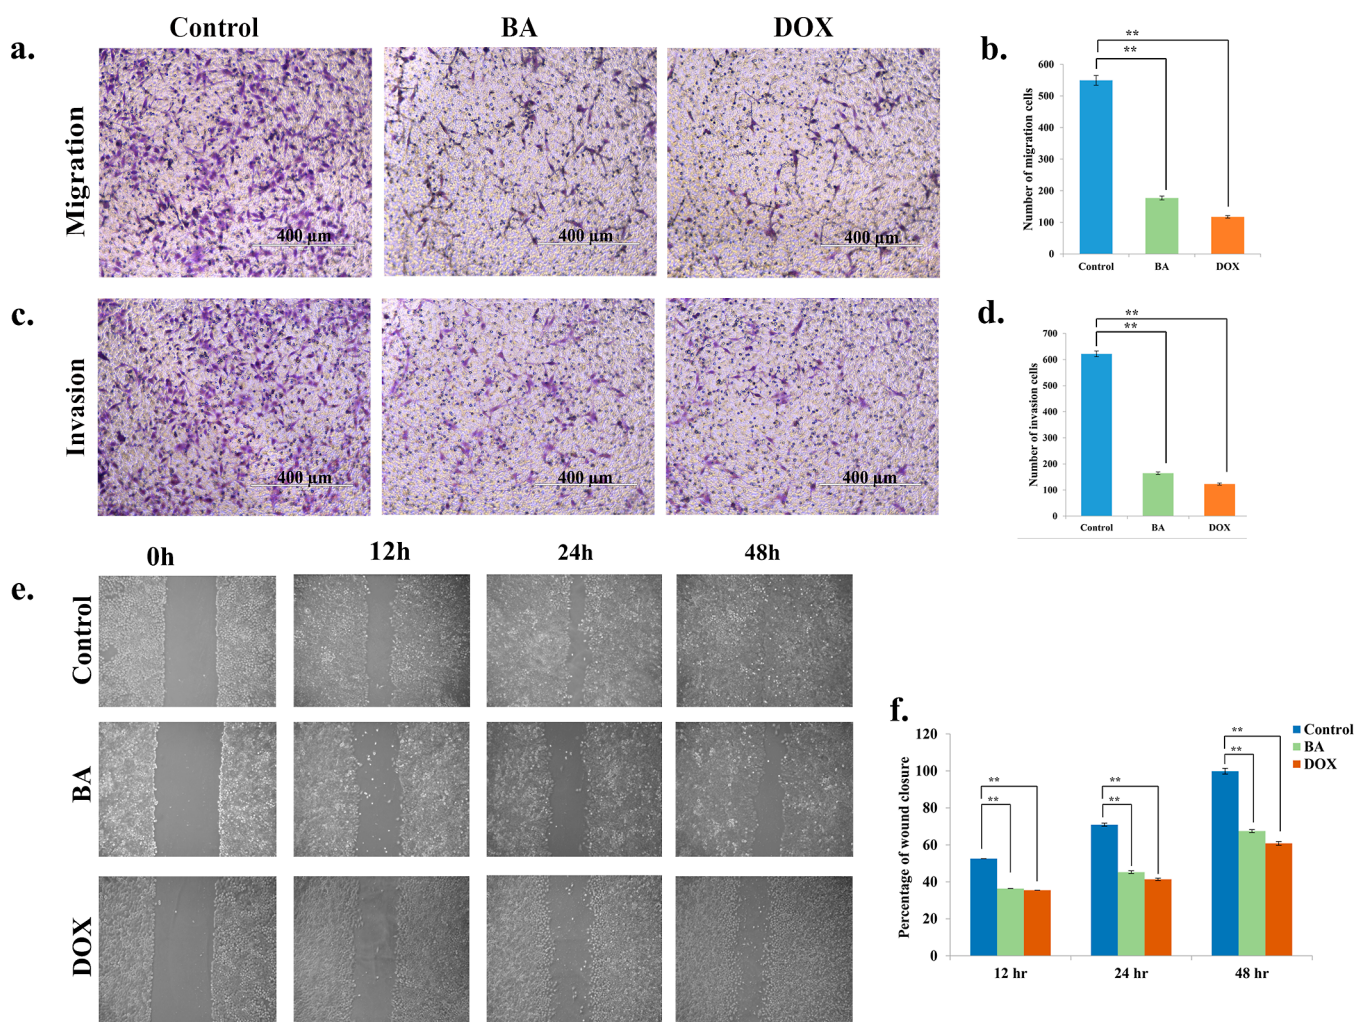 Control
BA
DOX
a.
Migration
400 µm
400 µm
400 µm
b.
**
**
Number of migration cells
600
500
400
300
200
100
0
Control
BA
DOX
c.
Invasion
400 µm
400 µm
400 µm
d.
**
**
Number of invasion cells
700
600
500
400
300
200
100
0
Control
BA
DOX
0h
12h
24h
48h
e.
Control
BA
DOX
f.
Percentage of wound closure
120
100
80
60
40
20
0
**
**
**
**
**
**
12 hr
24 hr
48 hr
Control
BA
DOX